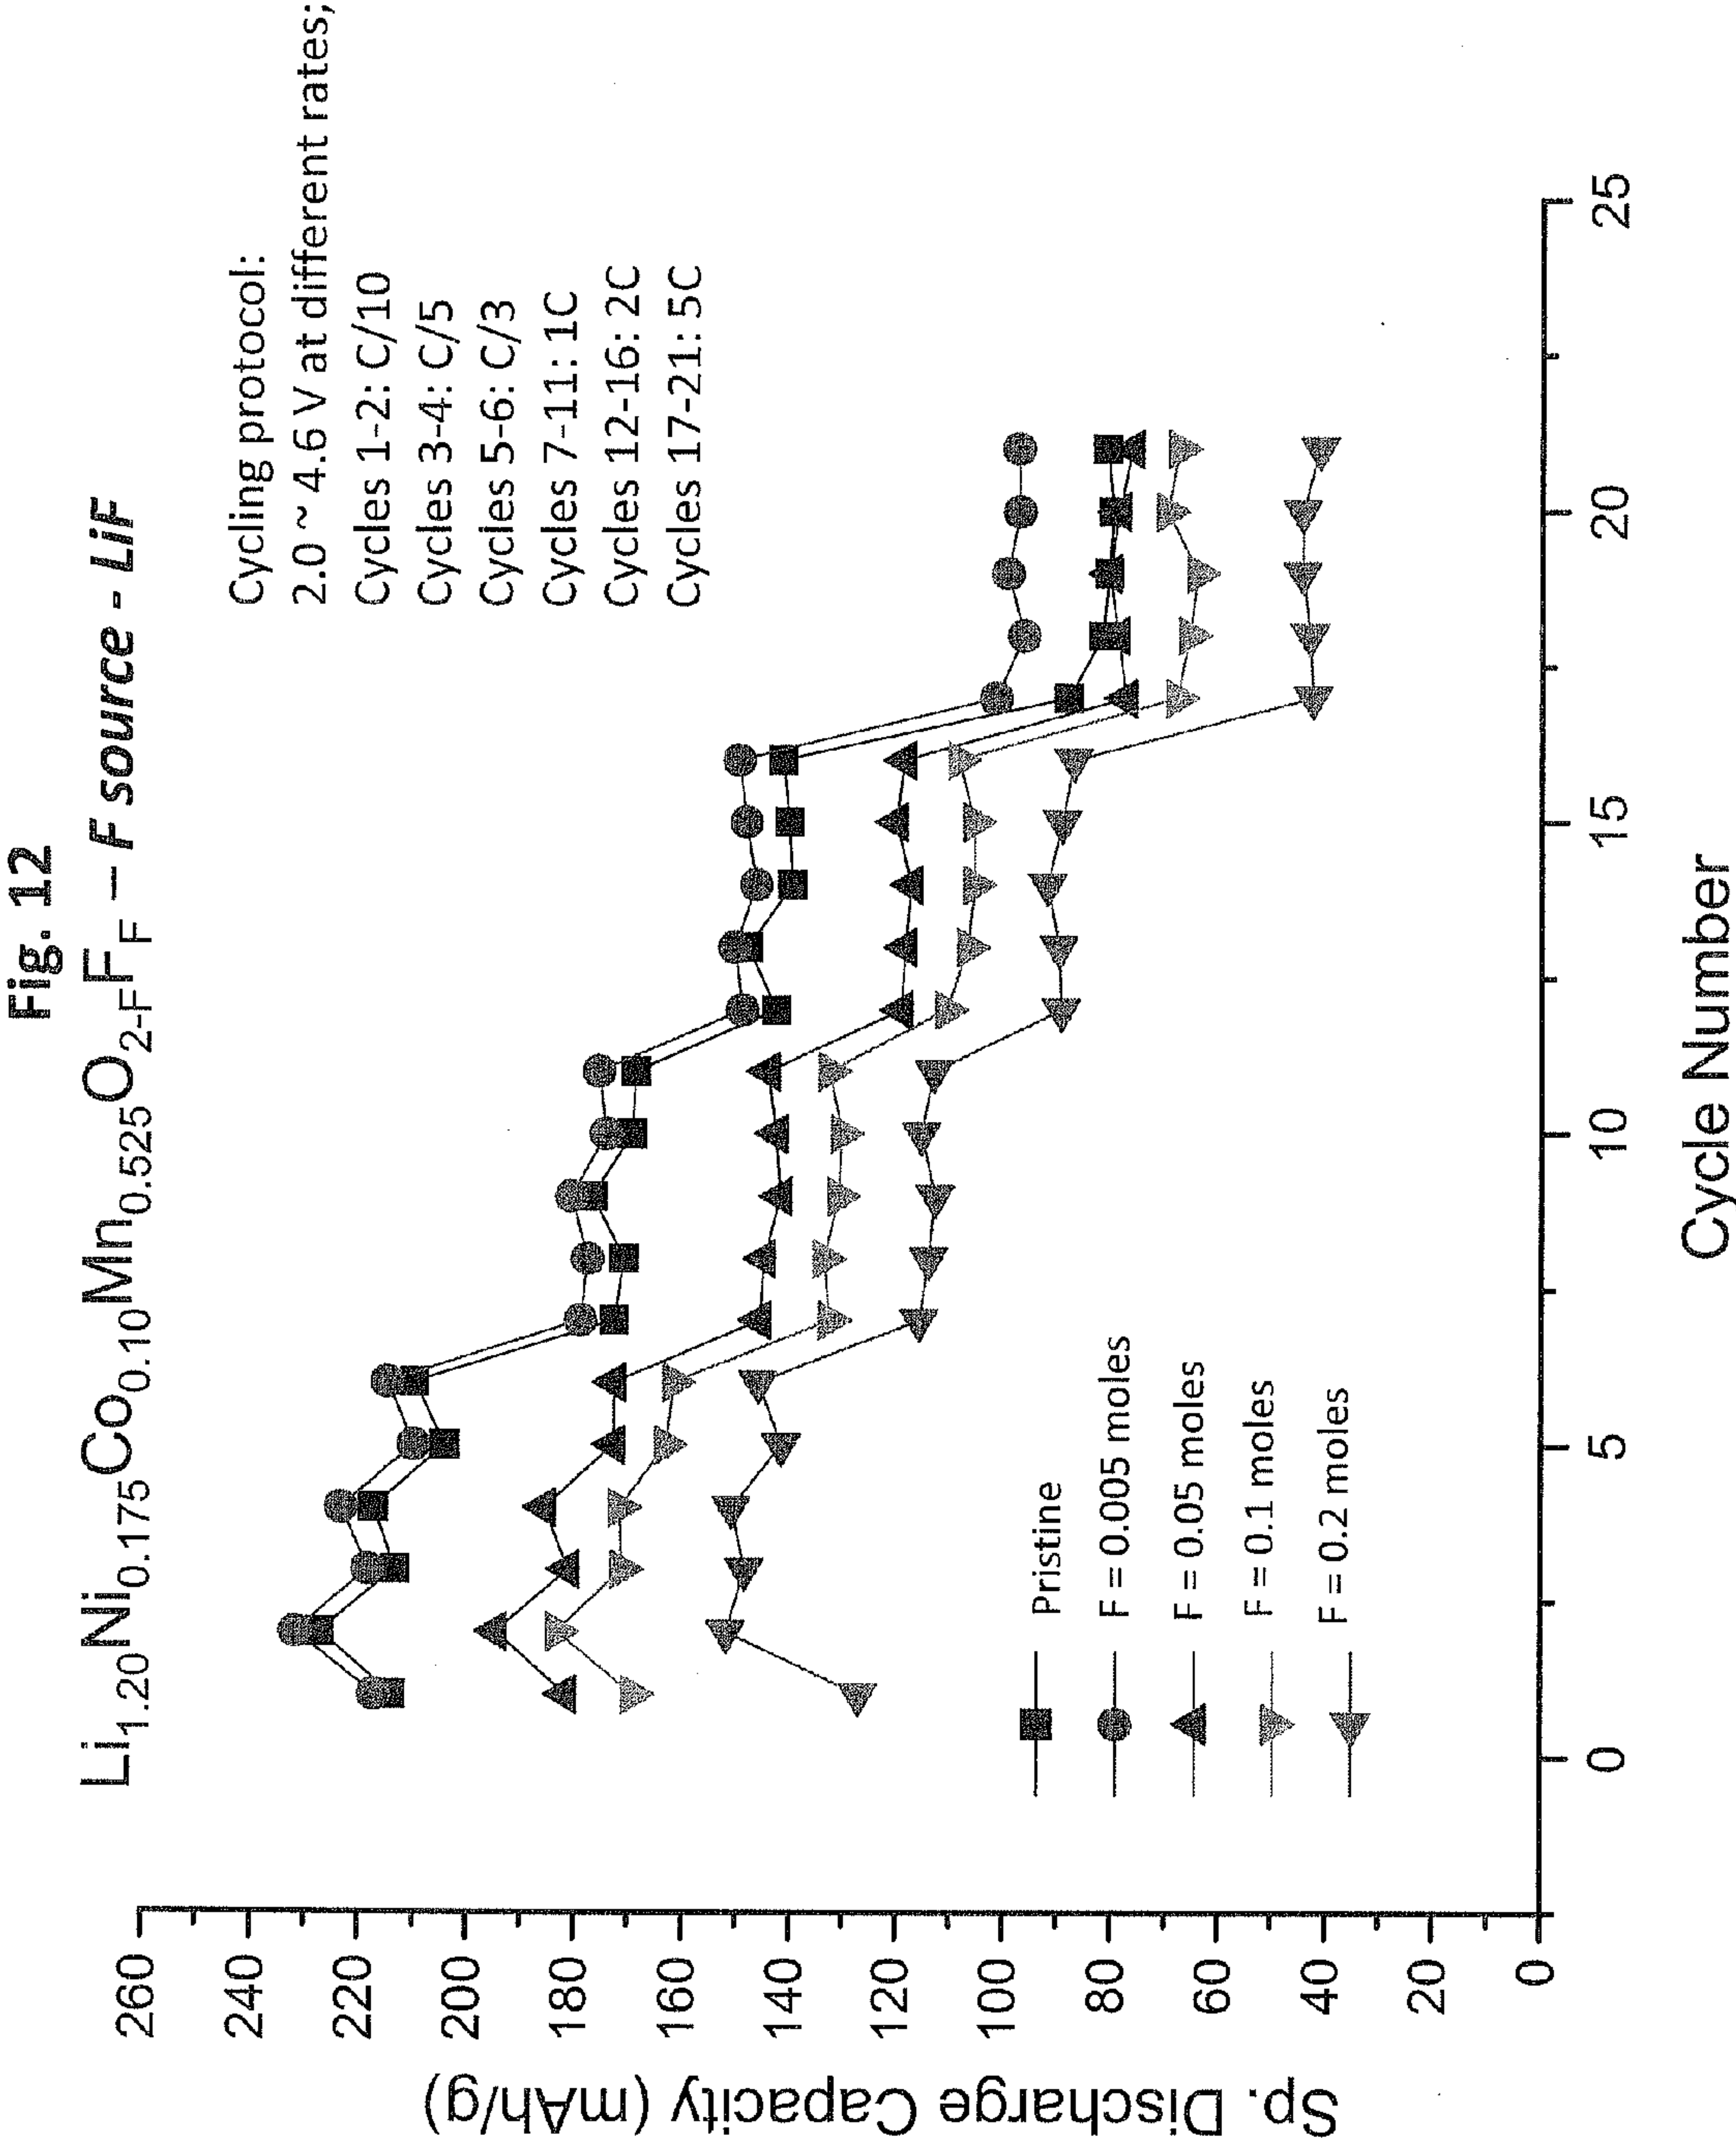 Fig. 12
Li1.20Ni0.175Co0.10Mn0.525O2-FFF – F source - LiF
Cycling protocol:
2.0 ~ 4.6 V at different rates;
Cycles 1-2: C/10
Cycles 3-4: C/5
Cycles 5-6: C/3
Cycles 7-11: 1C
Cycles 12-16: 2C
Cycles 17-21: 5C
Sp. Discharge Capacity (mAh/g)
260
240
220
200
180
160
140
120
100
80
60
40
20
0
Pristine
F = 0.005 moles
F = 0.05 moles
F = 0.1 moles
F = 0.2 moles
0 5 10 15 20 25
Cycle Number